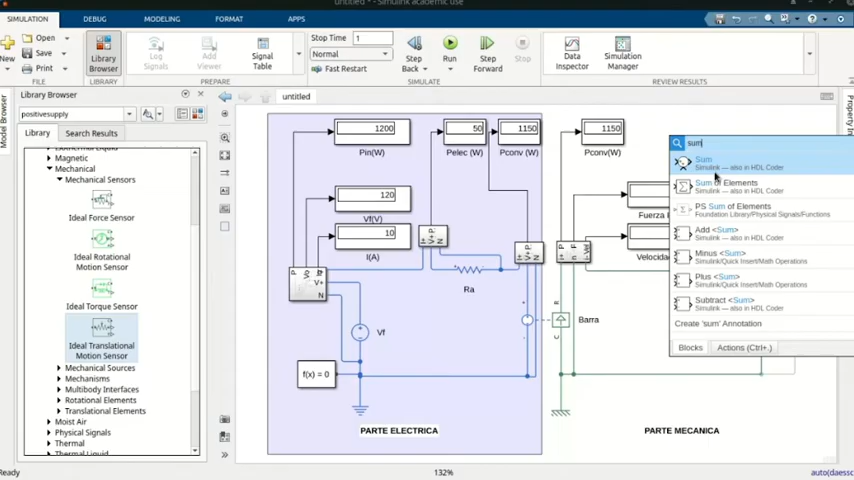 untitled * - Simulink academic use
SIMULATION
DEBUG
MODELING
FORMAT
APPS
New
Open
Save
Print
FILE
Library
Browser
LIBRARY
Log
Signals
Add
Viewer
Signal
Table
PREPARE
Stop Time 1
Normal
Fast Restart
Step
Back
Run
Step
Forward
Stop
SIMULATE
Data
Inspector
Simulation
Manager
REVIEW RESULTS
Model Browser
Library Browser
positivesupply
Library
Search Results
Magnetic
Mechanical
Mechanical Sensors
Ideal Force Sensor
Ideal Rotational
Motion Sensor
Ideal Torque Sensor
Ideal Translational
Motion Sensor
Mechanical Sources
Mechanisms
Multibody Interfaces
Rotational Elements
Translational Elements
Moist Air
Physical Signals
Thermal
Thermal Liquid
untitled
1200
Pin(W)
50
Pelec (W)
1150
Pconv (W)
1150
Pconv(W)
120
Vf(V)
10
I(A)
Fuerza
Velocidad
P
Vo
V+
N
I+
V+
P
N
I+
V+
P
N
Ra
Vf
f(x) = 0
R
C
Barra
PARTE ELECTRICA
PARTE MECANICA
sum
Sum
Simulink — also in HDL Coder
Sum of Elements
Simulink — also in HDL Coder
PS Sum of Elements
Foundation Library/Physical Signals/Functions
Add <Sum>
Simulink — also in HDL Coder
Minus <Sum>
Simulink/Quick Insert/Math Operations
Plus <Sum>
Simulink/Quick Insert/Math Operations
Subtract <Sum>
Simulink — also in HDL Coder
Create 'sum' Annotation
Blocks
Actions (Ctrl+.)
Ready
132%